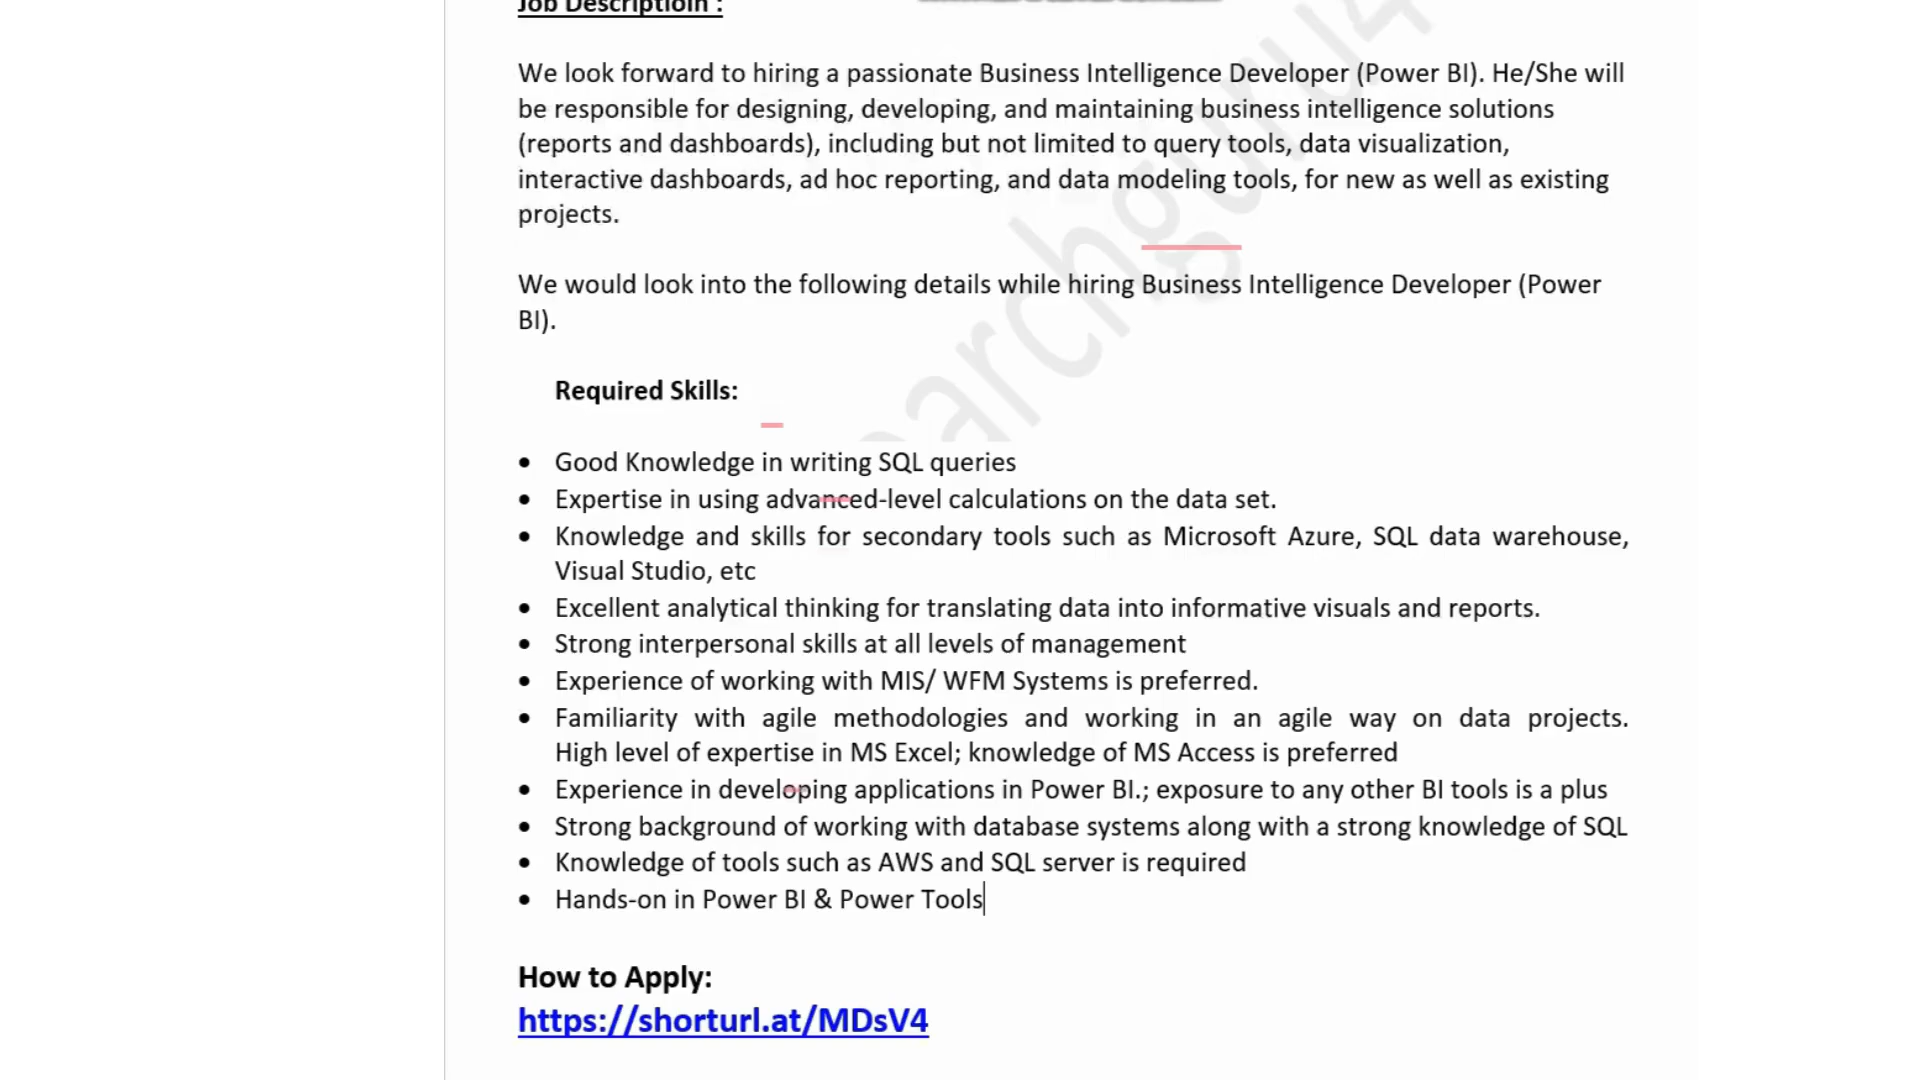 Job Descriptioin :
We look forward to hiring a passionate Business Intelligence Developer (Power BI). He/She will
be responsible for designing, developing, and maintaining business intelligence solutions
(reports and dashboards), including but not limited to query tools, data visualization,
interactive dashboards, ad hoc reporting, and data modeling tools, for new as well as existing
projects.
We would look into the following details while hiring Business Intelligence Developer (Power
BI).
Required Skills:
• Good Knowledge in writing SQL queries
• Expertise in using advanced-level calculations on the data set.
• Knowledge and skills for secondary tools such as Microsoft Azure, SQL data warehouse,
Visual Studio, etc
• Excellent analytical thinking for translating data into informative visuals and reports.
• Strong interpersonal skills at all levels of management
• Experience of working with MIS/ WFM Systems is preferred.
• Familiarity with agile methodologies and working in an agile way on data projects.
High level of expertise in MS Excel; knowledge of MS Access is preferred
• Experience in developing applications in Power BI.; exposure to any other BI tools is a plus
• Strong background of working with database systems along with a strong knowledge of SQL
• Knowledge of tools such as AWS and SQL server is required
• Hands-on in Power BI & Power Tools
How to Apply:
https://shorturl.at/MDsV4